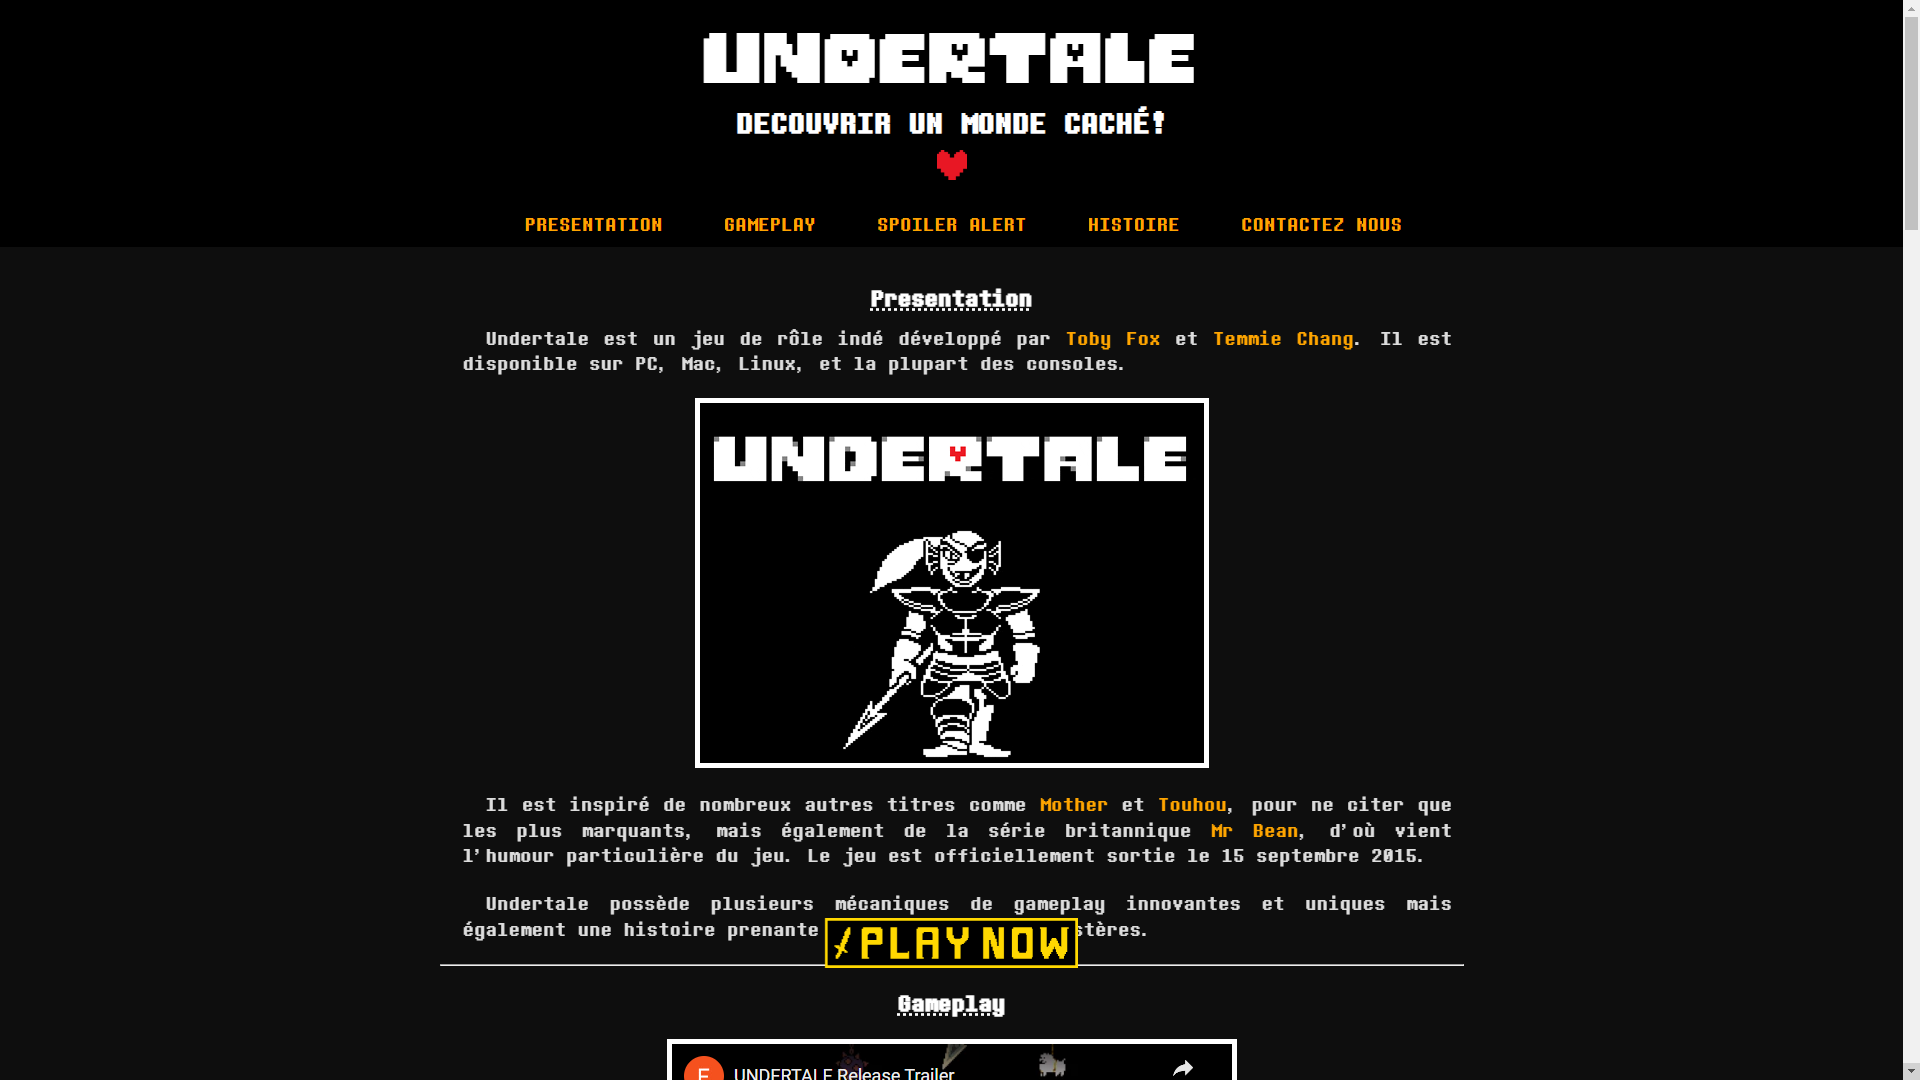 UNDERTALE
DECOUVRIR UN MONDE CACHÉ!
PRESENTATION GAMEPLAY SPOILER ALERT HISTOIRE CONTACTEZ NOUS
Presentation
Undertale est un jeu de rôle indé développé par Toby Fox et Temmie Chang. Il est
disponible sur PC, Mac, Linux, et la plupart des consoles.
UNDERTALE
Il est inspiré de nombreux autres titres comme Mother et Touhou, pour ne citer que
les plus marquants, mais également de la série britannique Mr Bean, d'où vient
l'humour particulière du jeu. Le jeu est officiellement sortie le 15 septembre 2015.
Undertale possède plusieurs mécaniques de gameplay innovantes et uniques mais
également une histoire prenante
PLAY NOW
Gameplay
UNDERTALE Release Trailer